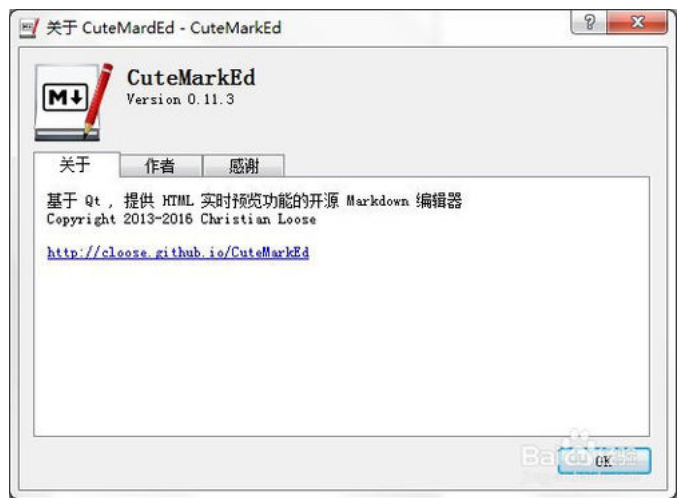 关于 CuteMardEd - CuteMarkEd
M
CuteMarkEd
Version 0.11.3
关于 作者 感谢
基于 Qt , 提供 HTML 实时预览功能的开源 Markdown 编辑器
Copyright 2013-2016 Christian Loose
http://cloose.github.io/CuteMarkEd
OK